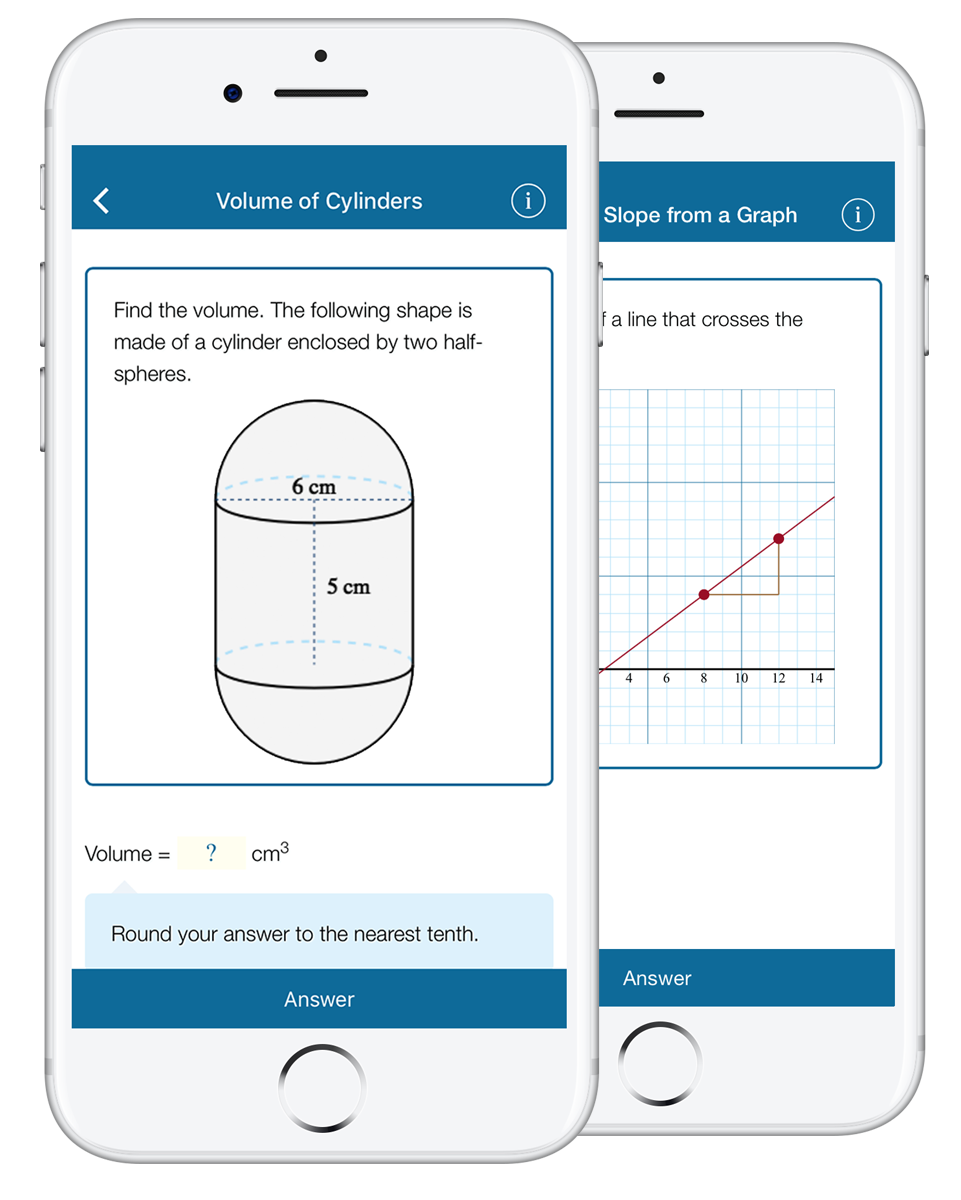 Volume of Cylinders
i
Find the volume. The following shape is
made of a cylinder enclosed by two half-
spheres.
6 cm
5 cm
Volume = ? cm³
Round your answer to the nearest tenth.
Answer
Slope from a Graph
i
f a line that crosses the
4 6 8 10 12 14
Answer